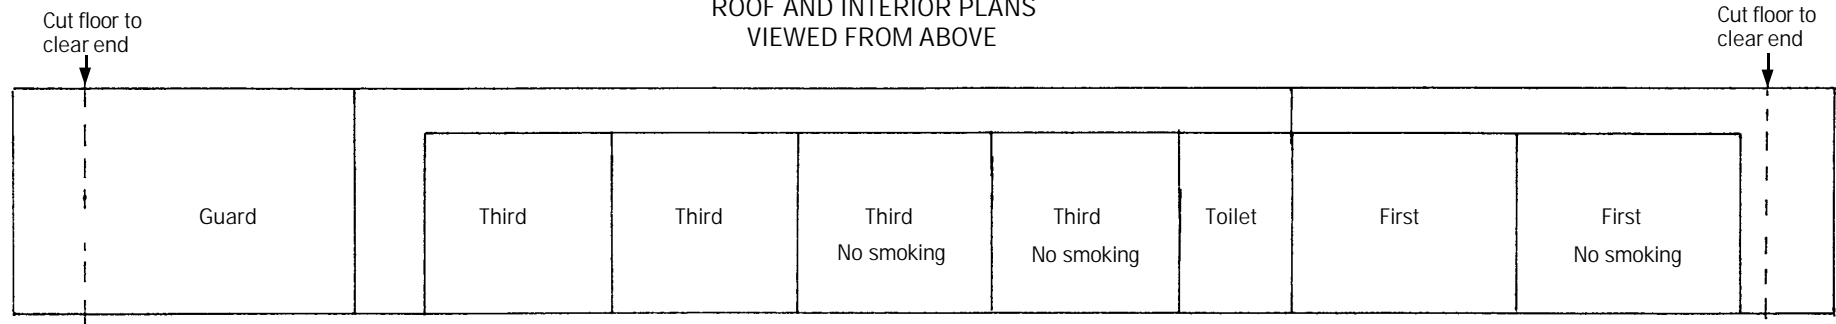 ROOF AND INTERIOR PLANS
VIEWED FROM ABOVE
Cut floor to
clear end
Cut floor to
clear end
Guard
Third
Third
Third
No smoking
Third
No smoking
Toilet
First
First
No smoking